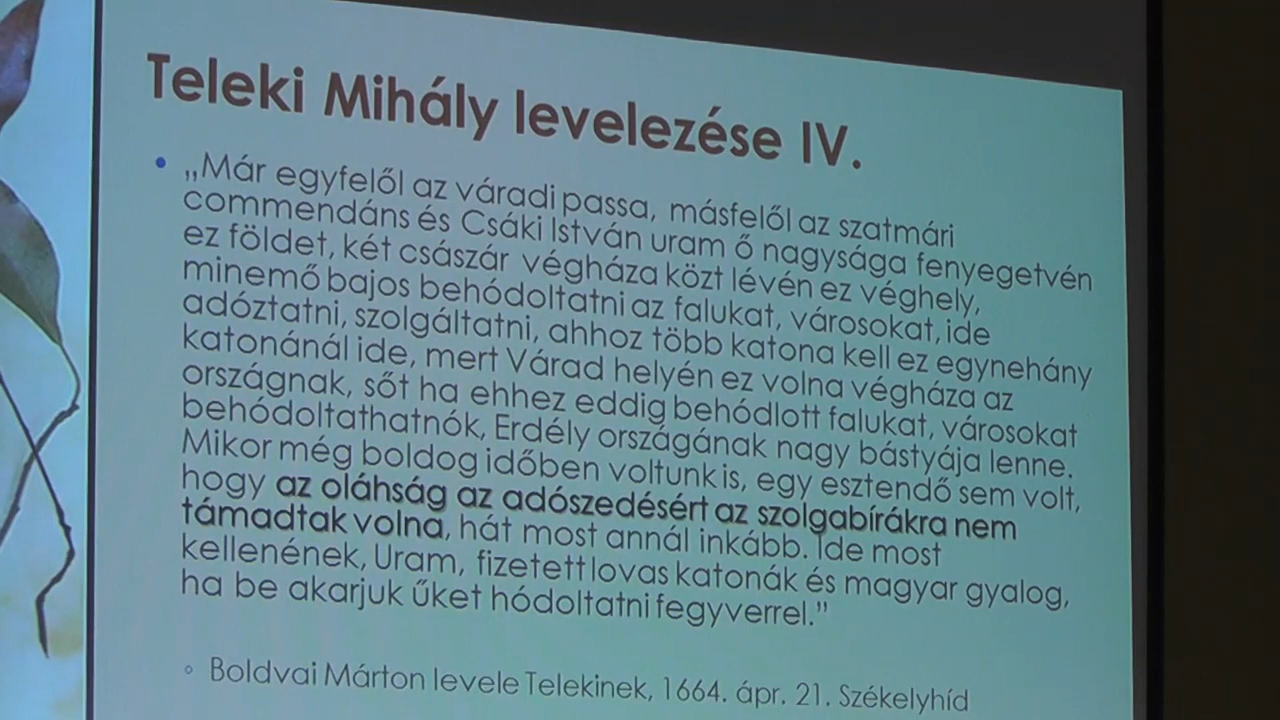 Teleki Mihály levelezése IV.
• „Már egyfelől az váradi passa, másfelől az szatmári
commendáns és Csáki István uram ő nagysága fenyegetvén
ez földet, két császár végháza közt lévén ez véghely,
minemő bajos behódoltatni az falukat, városokat, ide
adóztatni, szolgáltatni, ahhoz több katona kell ez egynehány
katonánál ide, mert Várad helyén ez volna végháza az
országnak, sőt ha ehhez eddig behódlott falukat, városokat
behódoltathatnók, Erdély országának nagy bástyája lenne.
Mikor még boldog időben voltunk is, egy esztendő sem volt,
hogy az oláhság az adószedésért az szolgabírákra nem
támadtak volna, hát most annál inkább. Ide most
kellenének, Uram, fizetett lovas katonák és magyar gyalog,
ha be akarjuk űket hódoltatni fegyverrel.”
◦ Boldvai Márton levele Telekinek, 1664. ápr. 21. Székelyhíd